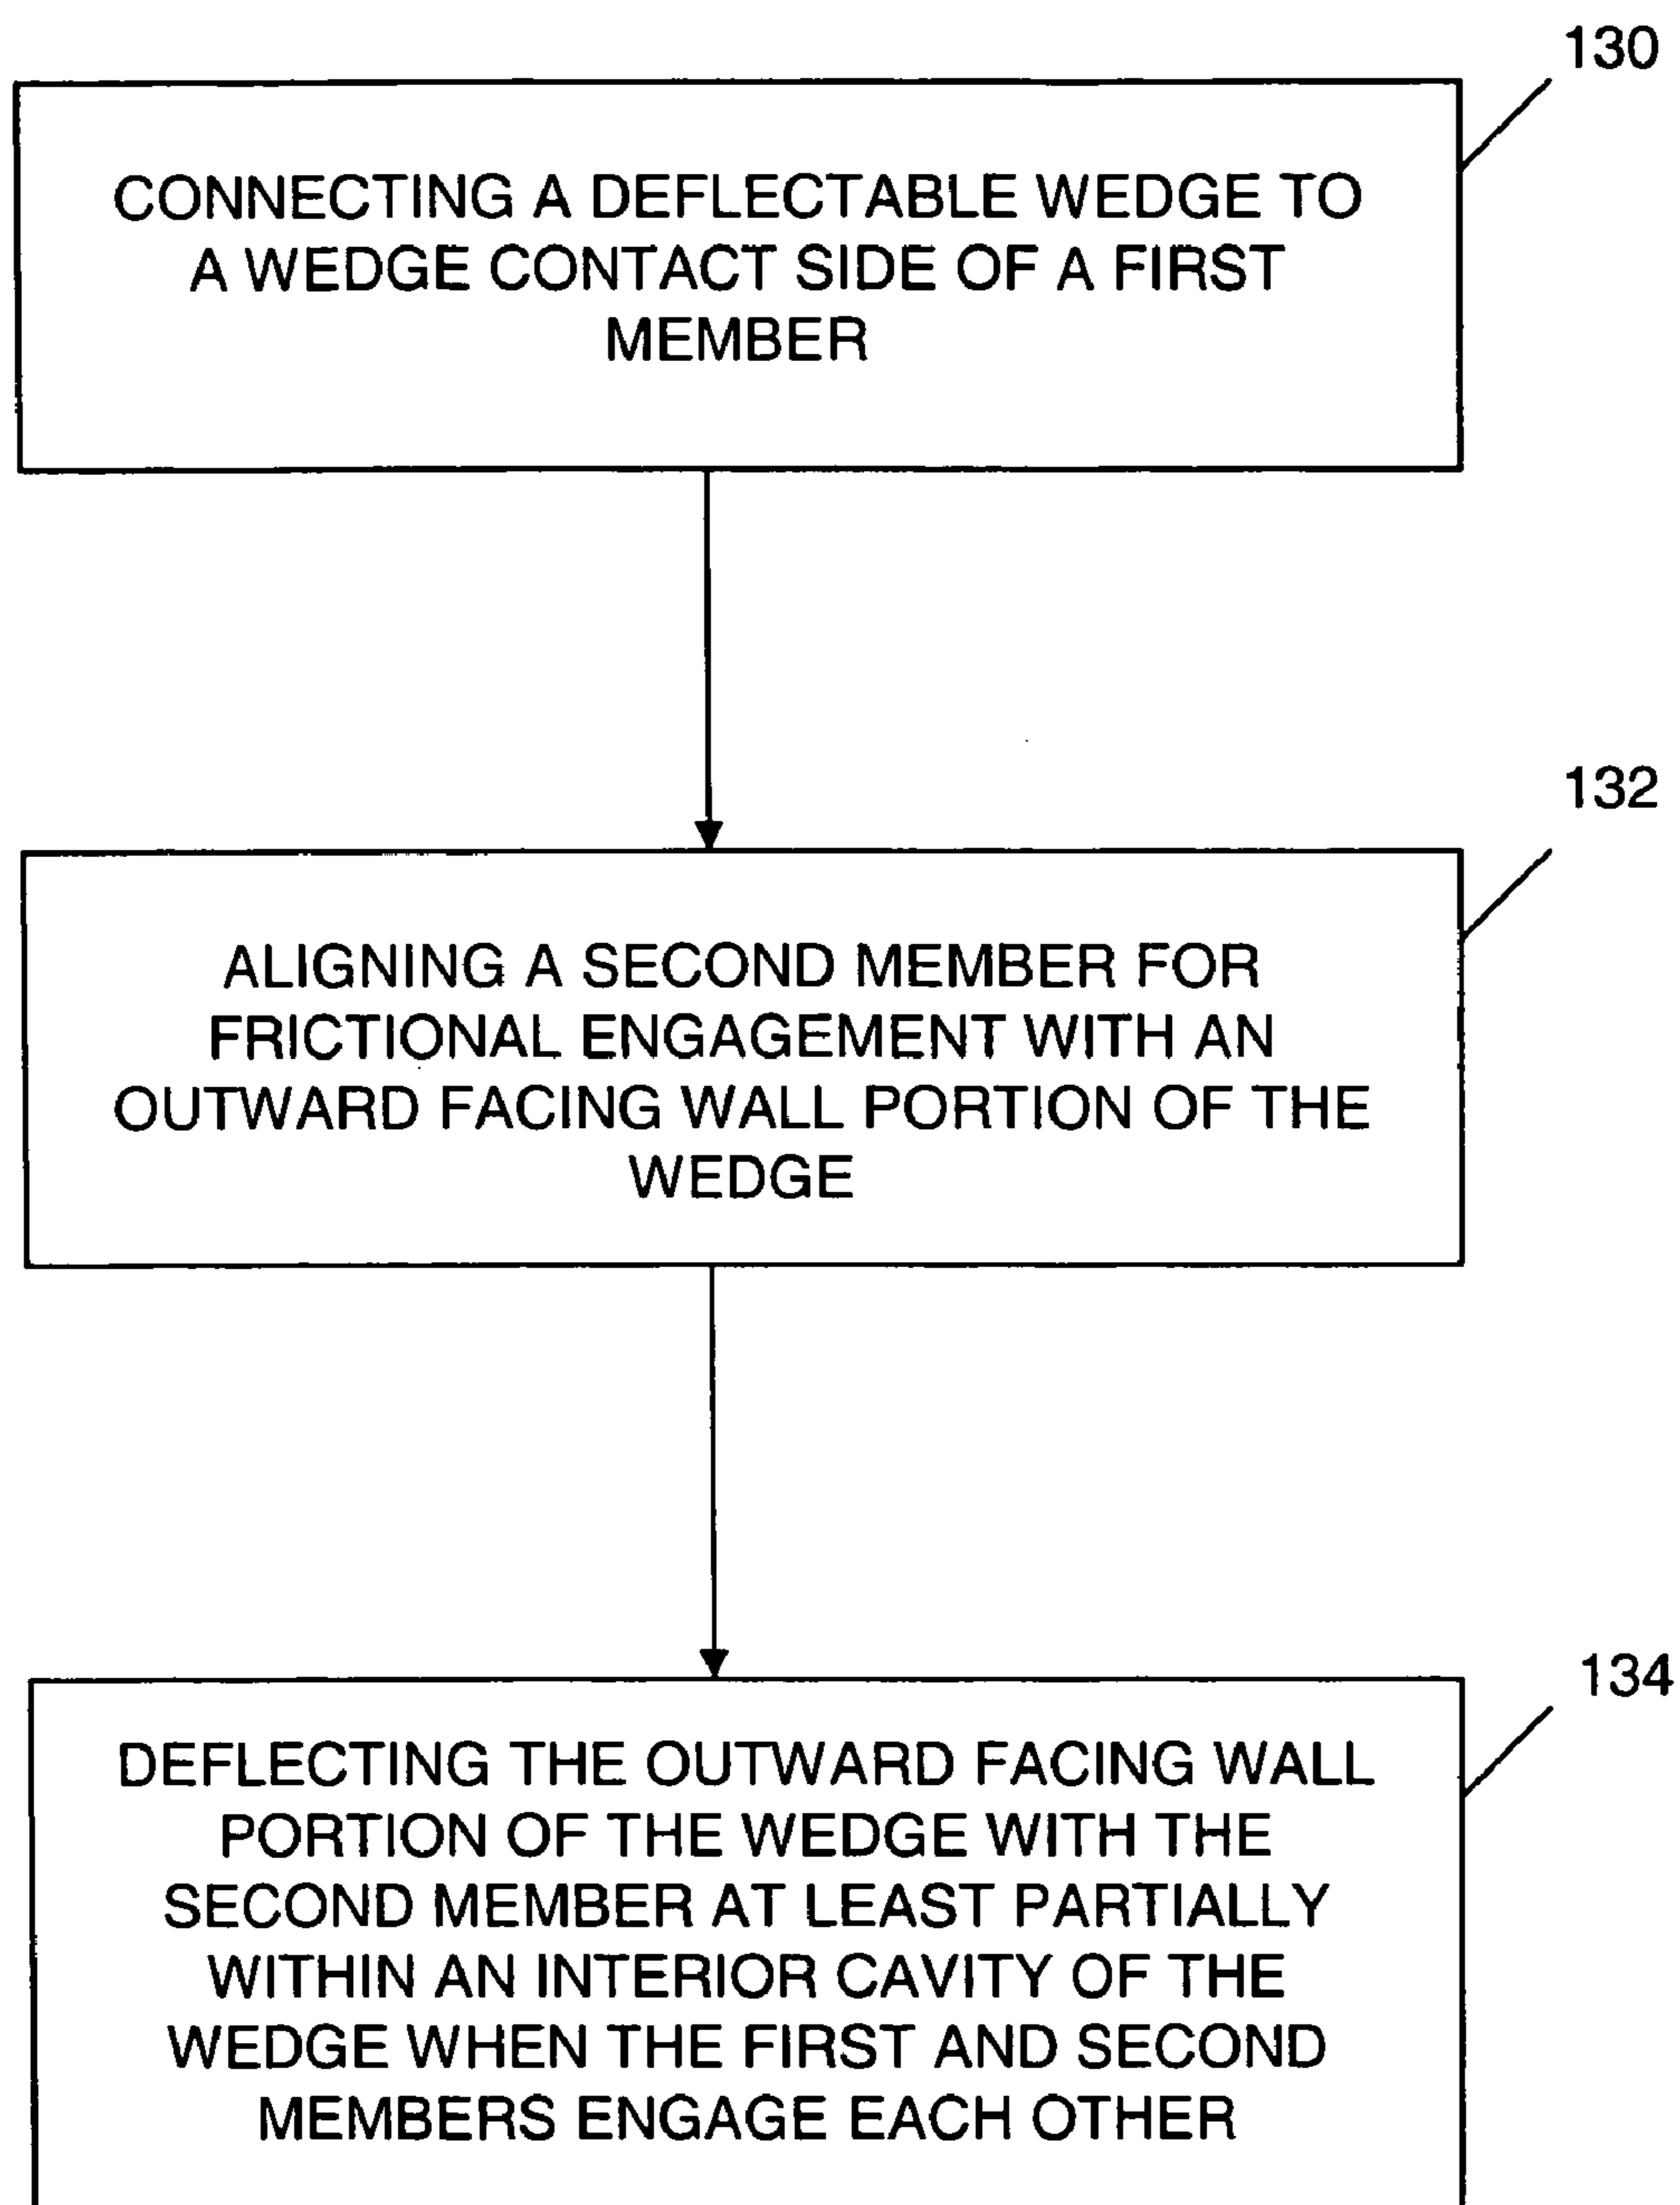 130
CONNECTING A DEFLECTABLE WEDGE TO
A WEDGE CONTACT SIDE OF A FIRST
MEMBER
132
ALIGNING A SECOND MEMBER FOR
FRICTIONAL ENGAGEMENT WITH AN
OUTWARD FACING WALL PORTION OF THE
WEDGE
134
DEFLECTING THE OUTWARD FACING WALL
PORTION OF THE WEDGE WITH THE
SECOND MEMBER AT LEAST PARTIALLY
WITHIN AN INTERIOR CAVITY OF THE
WEDGE WHEN THE FIRST AND SECOND
MEMBERS ENGAGE EACH OTHER